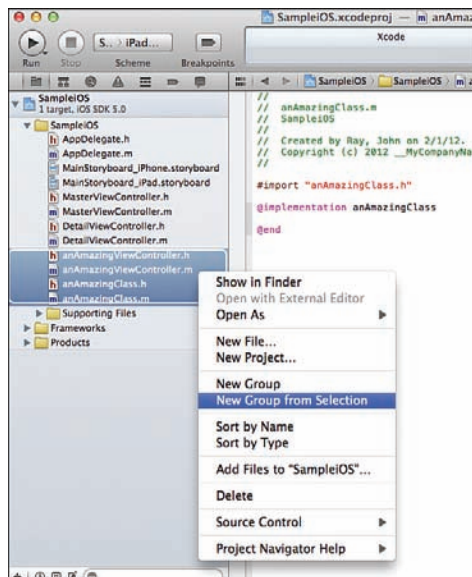 SampleiOS.xcodeproj — m anAmaz
S.. › iPad...
Xcode
Run Stop Scheme Breakpoints
SampleiOS › SampleiOS › m a
SampleiOS
1 target, iOS SDK 5.0
SampleiOS
h AppDelegate.h
m AppDelegate.m
MainStoryboard_iPhone.storyboard
MainStoryboard_iPad.storyboard
h MasterViewController.h
m MasterViewController.m
h DetailViewController.h
m DetailViewController.m
h anAmazingViewController.h
m anAmazingViewController.m
h anAmazingClass.h
m anAmazingClass.m
Supporting Files
Frameworks
Products
//
// anAmazingClass.m
// SampleiOS
//
// Created by Ray, John on 2/1/12.
// Copyright (c) 2012 __MyCompanyNa
//
#import "anAmazingClass.h"
@implementation anAmazingClass
@end
Show in Finder
Open with External Editor
Open As
New File...
New Project...
New Group
New Group from Selection
Sort by Name
Sort by Type
Add Files to "SampleiOS"...
Delete
Source Control
Project Navigator Help